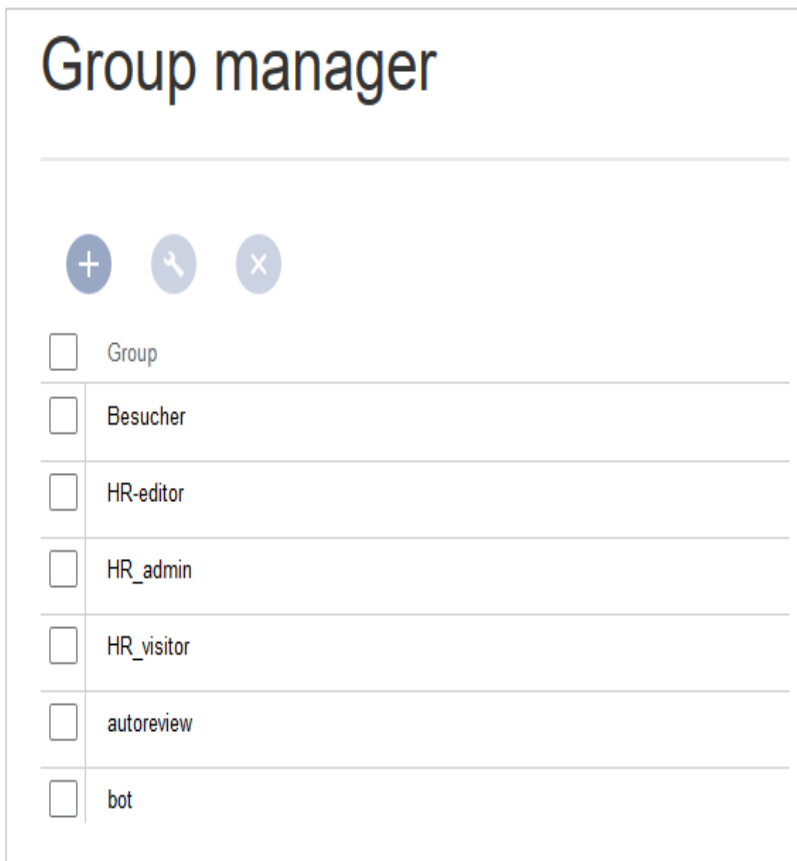 Group manager
Group
Besucher
HR-editor
HR_admin
HR_visitor
autoreview
bot